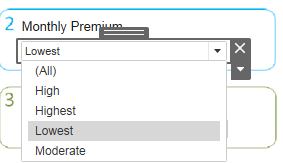 2 Monthly Premium
Lowest
(All)
High
Highest
3 Lowest
Moderate